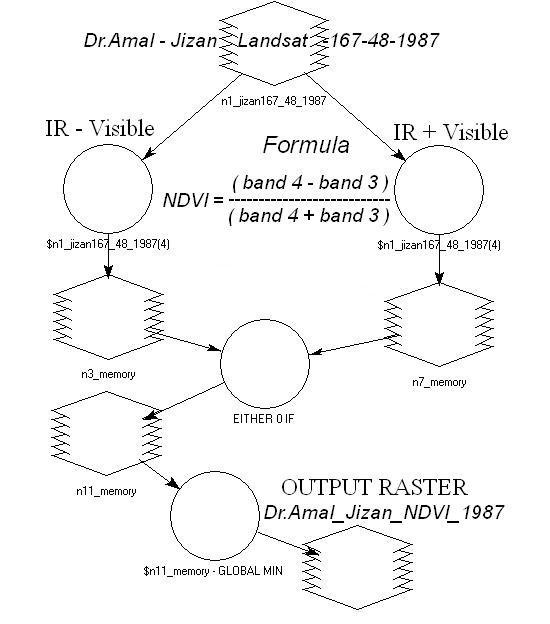 Dr.Amal - Jizan Landsat -167-48-1987
n1_jizan167_48_1987
IR - Visible
IR + Visible
Formula
NDVI = ( band 4 - band 3 )
---------------------------
( band 4 + band 3 )
$n1_jizan167_48_1987(4)
$n1_jizan167_48_1987(4)
n3_memory
n7_memory
EITHER 0 IF
n11_memory
OUTPUT RASTER
Dr.Amal_Jizan_NDVI_1987
$n11_memory - GLOBAL MIN